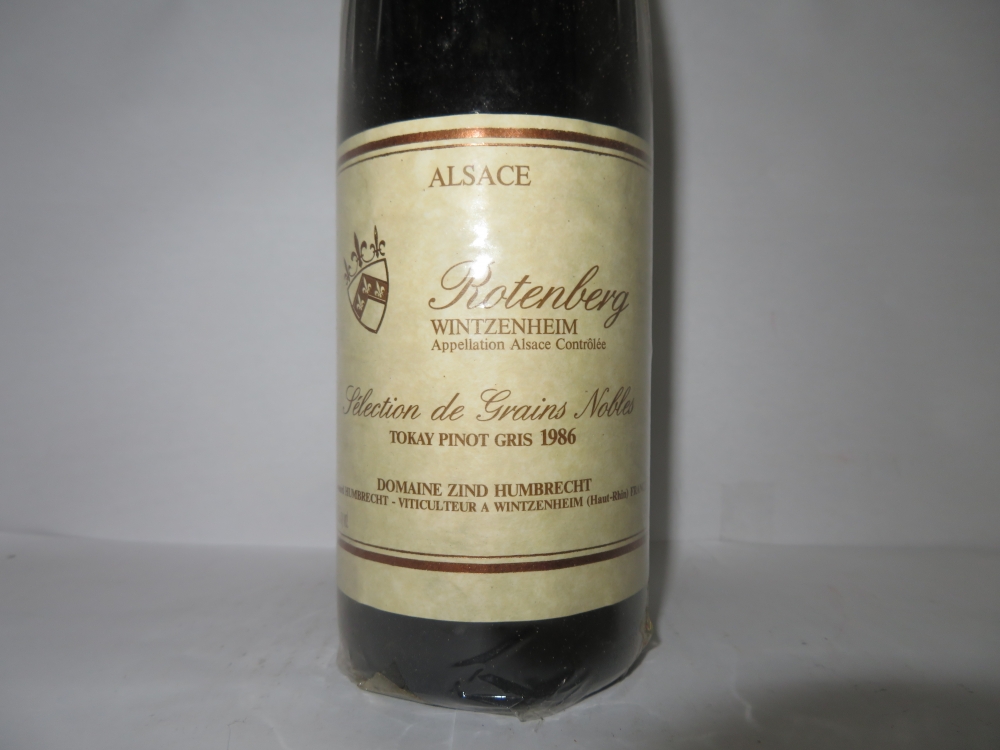 ALSACE
Rotenberg
WINTZENHEIM
Appellation Alsace Contrôlée
Sélection de Grains Nobles
TOKAY PINOT GRIS 1986
DOMAINE ZIND HUMBRECHT
HUMBRECHT - VITICULTEUR A WINTZENHEIM (Haut-Rhin)